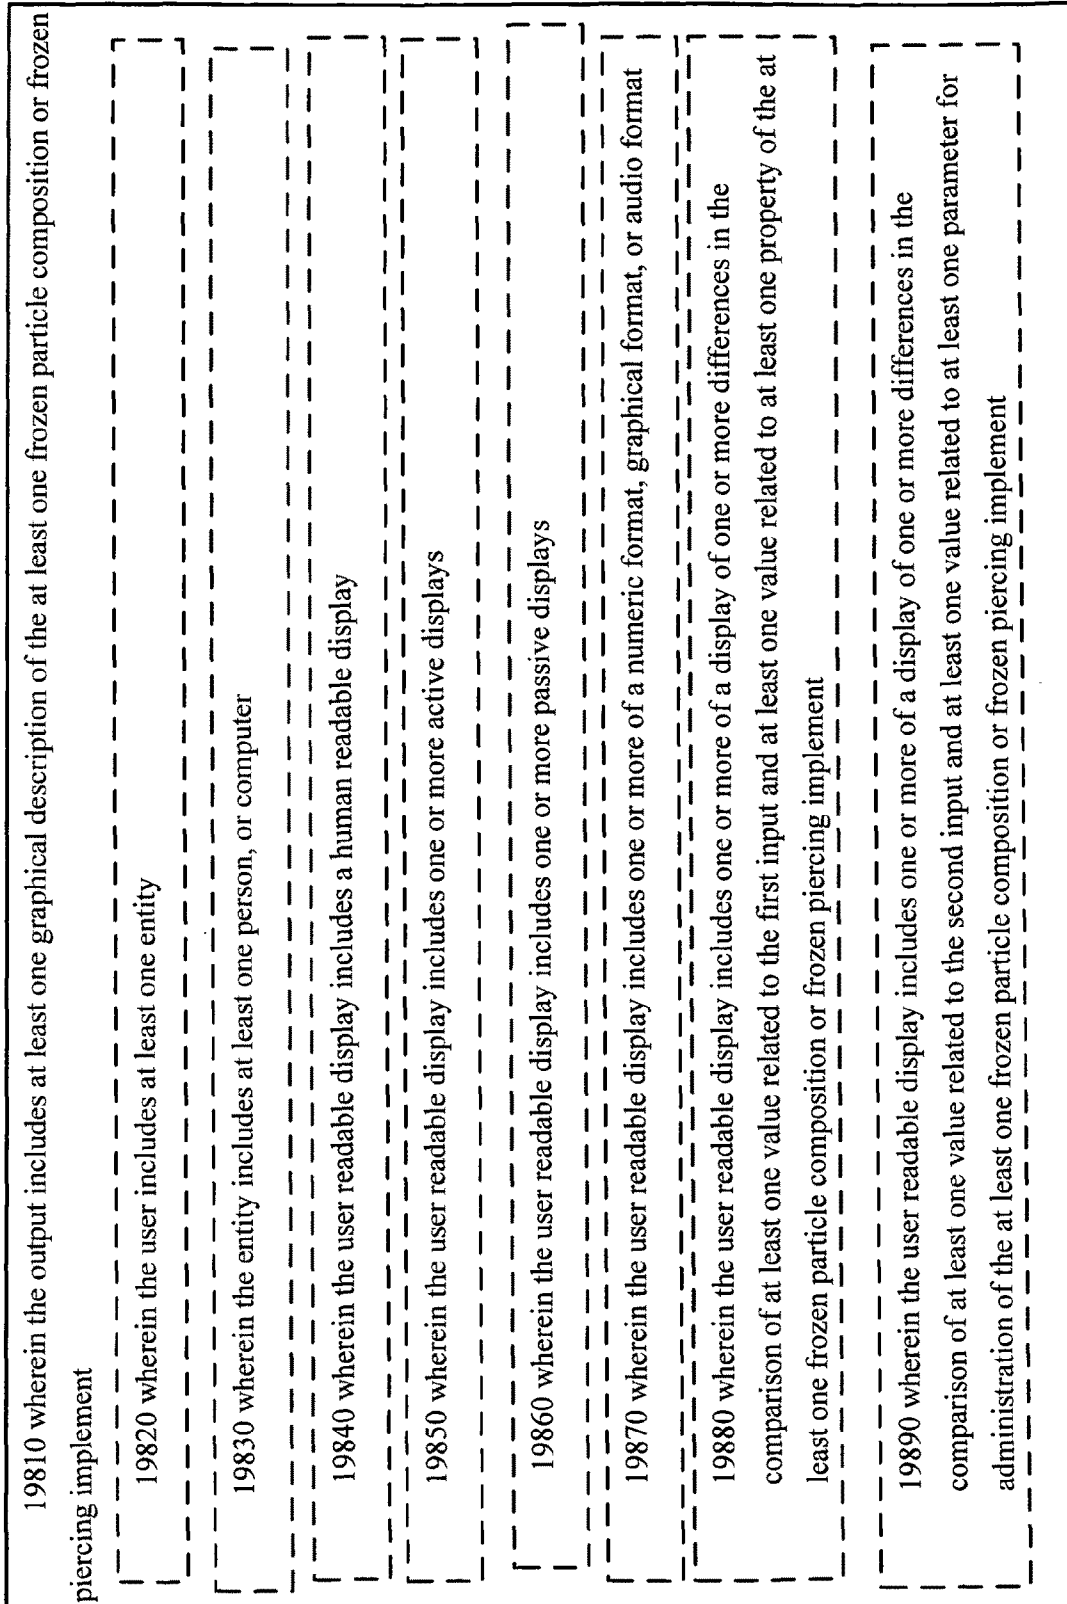 19810 wherein the output includes at least one graphical description of the at least one frozen particle composition or frozen
piercing implement
19820 wherein the user includes at least one entity
19830 wherein the entity includes at least one person, or computer
19840 wherein the user readable display includes a human readable display
19850 wherein the user readable display includes one or more active displays
19860 wherein the user readable display includes one or more passive displays
19870 wherein the user readable display includes one or more of a numeric format, graphical format, or audio format
19880 wherein the user readable display includes one or more of a display of one or more differences in the
comparison of at least one value related to the first input and at least one value related to at least one property of the at
least one frozen particle composition or frozen piercing implement
19890 wherein the user readable display includes one or more of a display of one or more differences in the
comparison of at least one value related to the second input and at least one value related to at least one parameter for
administration of the at least one frozen particle composition or frozen piercing implement